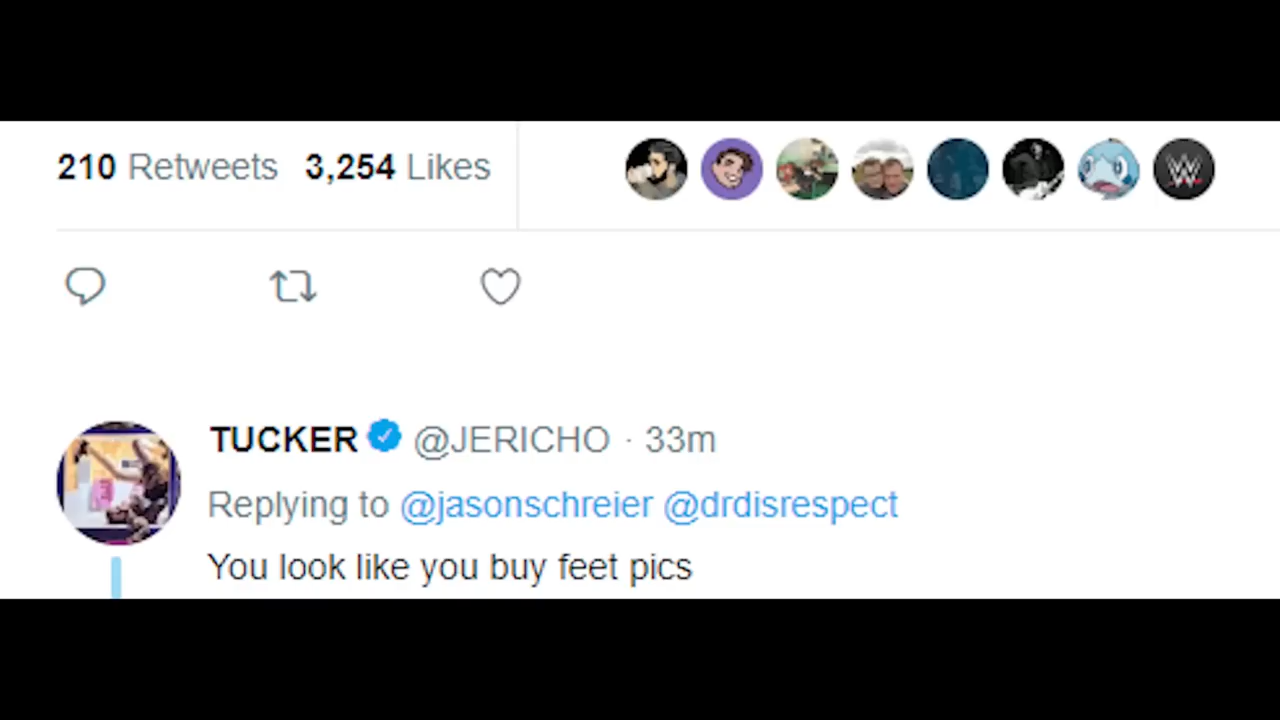 210 Retweets 3,254 Likes
W
TUCKER @JERICHO · 33m
Replying to @jasonschreier @drdisrespect
You look like you buy feet pics